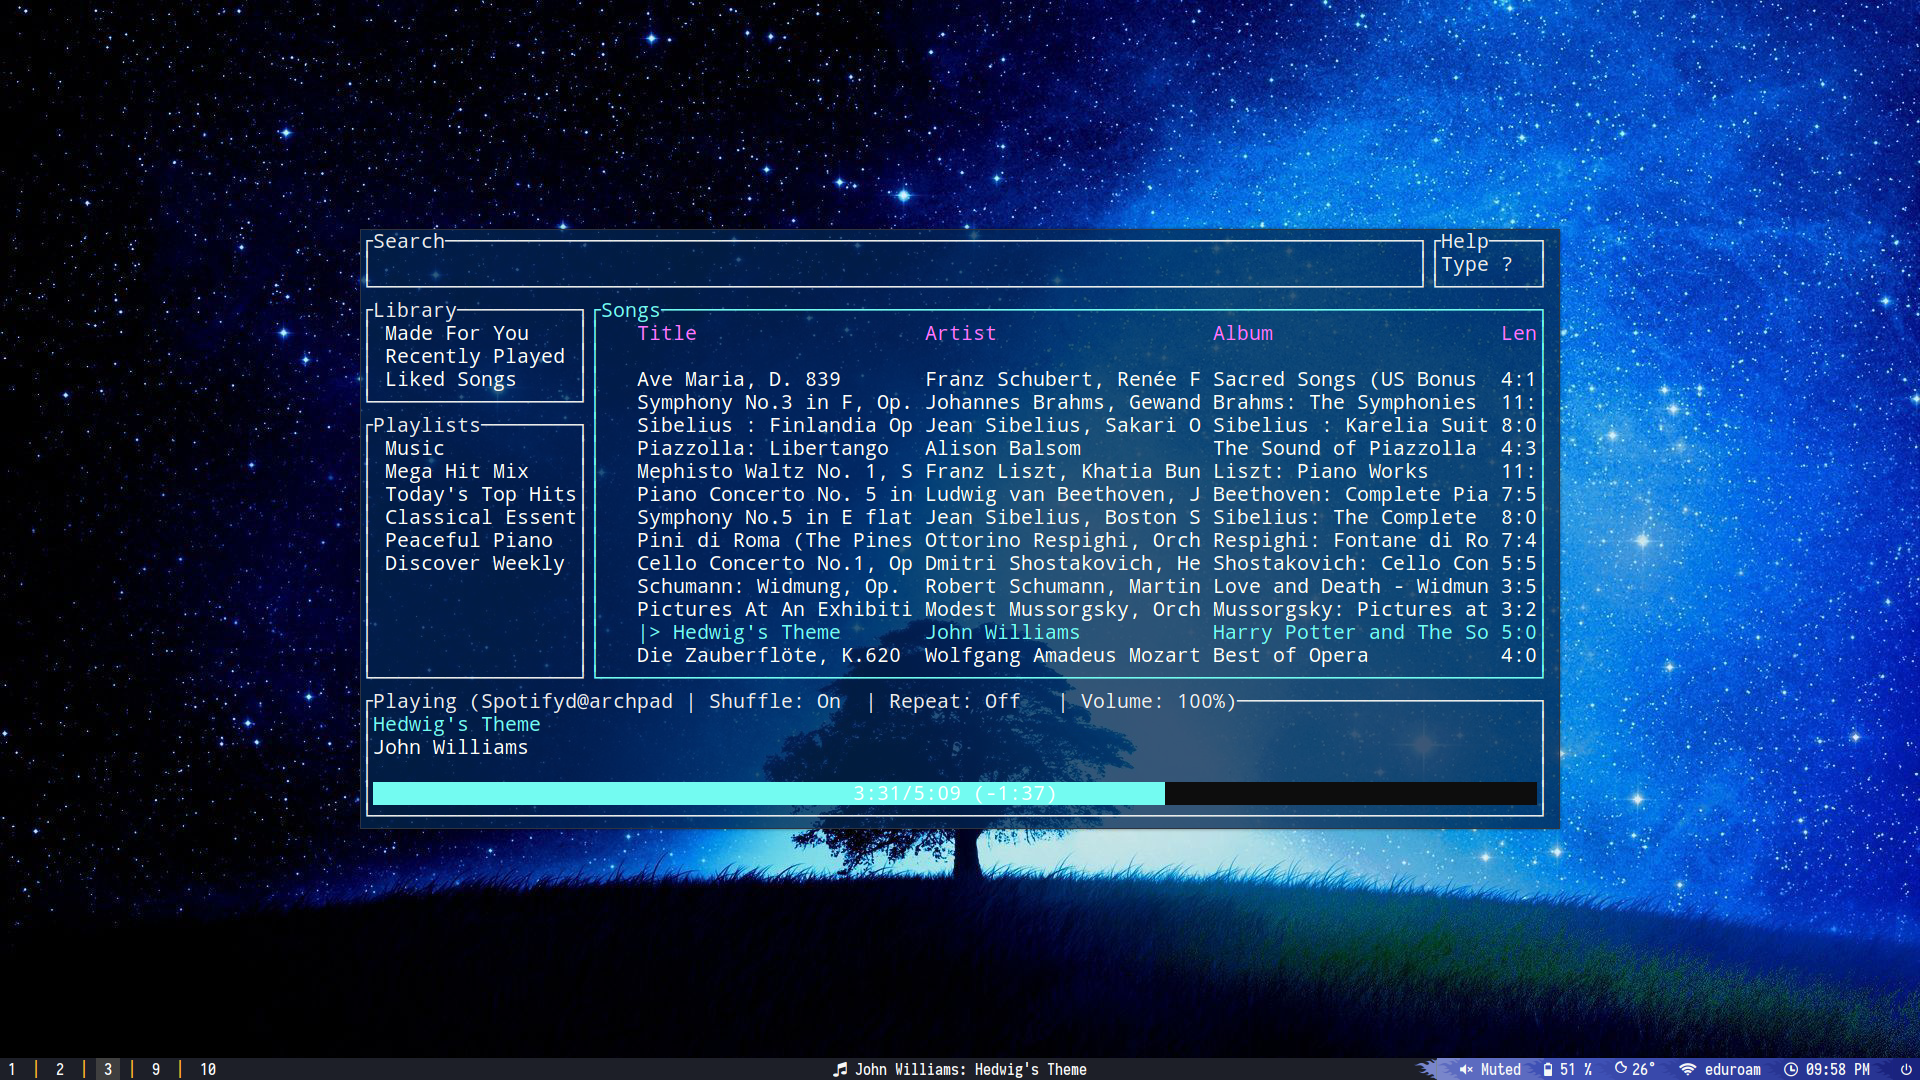 Search
Help
Type ?
Library
Made For You
Recently Played
Liked Songs
Playlists
Music
Mega Hit Mix
Today's Top Hits
Classical Essent
Peaceful Piano
Discover Weekly
Songs
Title Artist Album Len
Ave Maria, D. 839 Franz Schubert, Renée F Sacred Songs (US Bonus 4:1
Symphony No.3 in F, Op. Johannes Brahms, Gewand Brahms: The Symphonies 11:
Sibelius : Finlandia Op Jean Sibelius, Sakari O Sibelius : Karelia Suit 8:0
Piazzolla: Libertango Alison Balsom The Sound of Piazzolla 4:3
Mephisto Waltz No. 1, S Franz Liszt, Khatia Bun Liszt: Piano Works 11:
Piano Concerto No. 5 in Ludwig van Beethoven, J Beethoven: Complete Pia 7:5
Symphony No.5 in E flat Jean Sibelius, Boston S Sibelius: The Complete 8:0
Pini di Roma (The Pines Ottorino Respighi, Orch Respighi: Fontane di Ro 7:4
Cello Concerto No.1, Op Dmitri Shostakovich, He Shostakovich: Cello Con 5:5
Schumann: Widmung, Op. Robert Schumann, Martin Love and Death - Widmun 3:5
Pictures At An Exhibiti Modest Mussorgsky, Orch Mussorgsky: Pictures at 3:2
|> Hedwig's Theme John Williams Harry Potter and The So 5:0
Die Zauberflöte, K.620 Wolfgang Amadeus Mozart Best of Opera 4:0
Playing (Spotifyd@archpad | Shuffle: On | Repeat: Off | Volume: 100%)
Hedwig's Theme
John Williams
3:31/5:09 (-1:37)
1 | 2 | 3 | 9 | 10
John Williams: Hedwig's Theme
Muted 51 % 26° eduroam 09:58 PM